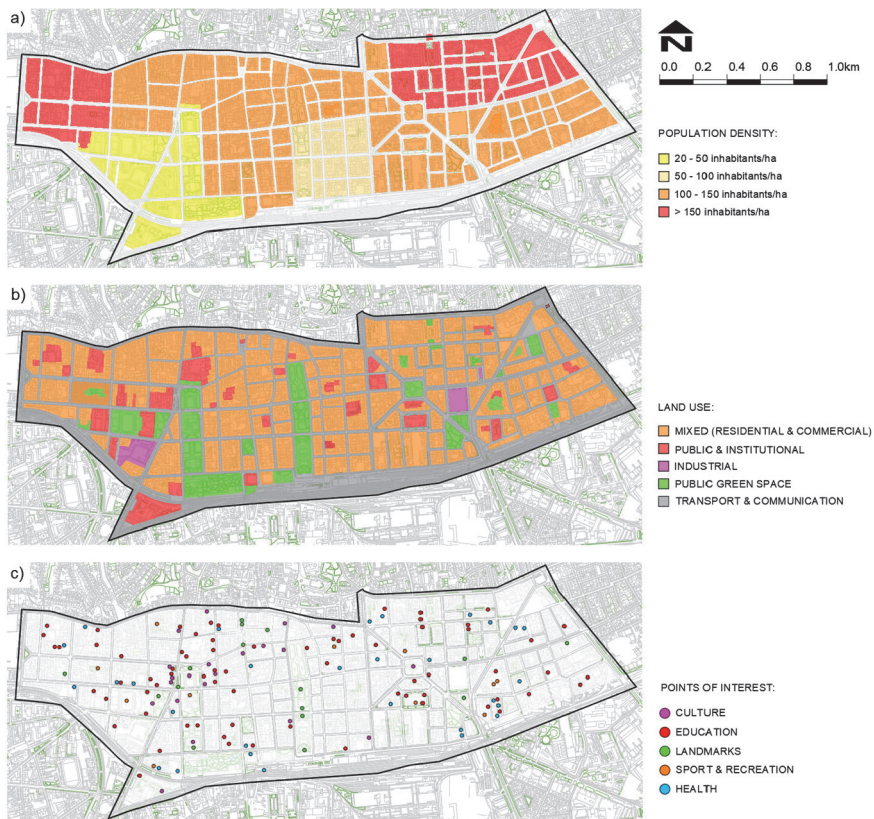 a)
N
0.0 0.2 0.4 0.6 0.8 1.0km
POPULATION DENSITY:
20 - 50 inhabitants/ha
50 - 100 inhabitants/ha
100 - 150 inhabitants/ha
> 150 inhabitants/ha
b)
LAND USE:
MIXED (RESIDENTIAL & COMMERCIAL)
PUBLIC & INSTITUTIONAL
INDUSTRIAL
PUBLIC GREEN SPACE
TRANSPORT & COMMUNICATION
c)
POINTS OF INTEREST:
CULTURE
EDUCATION
LANDMARKS
SPORT & RECREATION
HEALTH